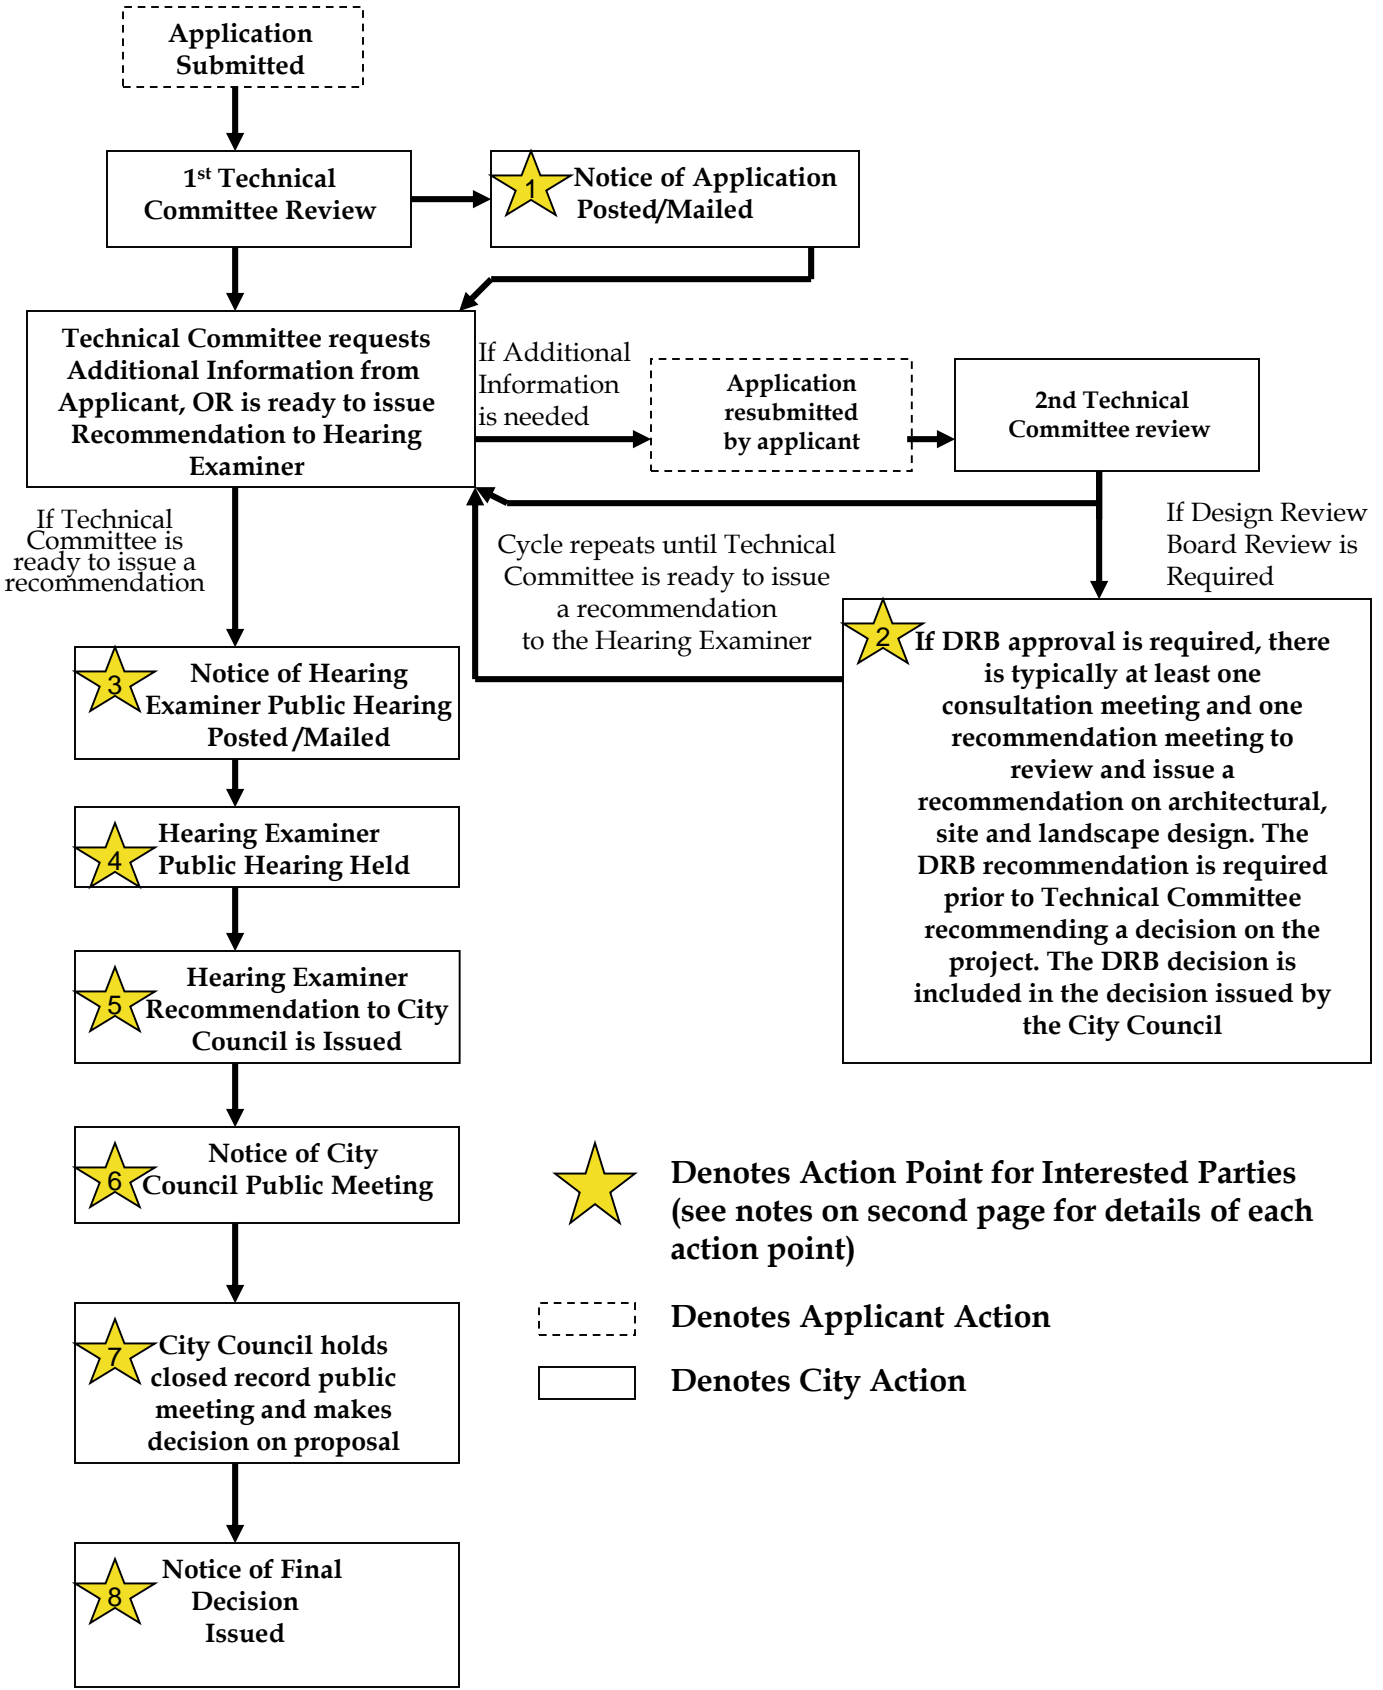 Application
Submitted
1st Technical
Committee Review
1
Notice of Application
Posted/Mailed
Technical Committee requests
Additional Information from
Applicant, OR is ready to issue
Recommendation to Hearing
Examiner
If Additional
Information
is needed
Application
resubmitted
by applicant
2nd Technical
Committee review
If Technical
Committee is
ready to issue a
recommendation
Cycle repeats until Technical
Committee is ready to issue
a recommendation
to the Hearing Examiner
If Design Review
Board Review is
Required
2
If DRB approval is required, there
is typically at least one
consultation meeting and one
recommendation meeting to
review and issue a
recommendation on architectural,
site and landscape design. The
DRB recommendation is required
prior to Technical Committee
recommending a decision on the
project. The DRB decision is
included in the decision issued by
the City Council
3
Notice of Hearing
Examiner Public Hearing
Posted /Mailed
4
Hearing Examiner
Public Hearing Held
5
Hearing Examiner
Recommendation to City
Council is Issued
6
Notice of City
Council Public Meeting
7
City Council holds
closed record public
meeting and makes
decision on proposal
8
Notice of Final
Decision
Issued
Denotes Action Point for Interested Parties
(see notes on second page for details of each
action point)
Denotes Applicant Action
Denotes City Action